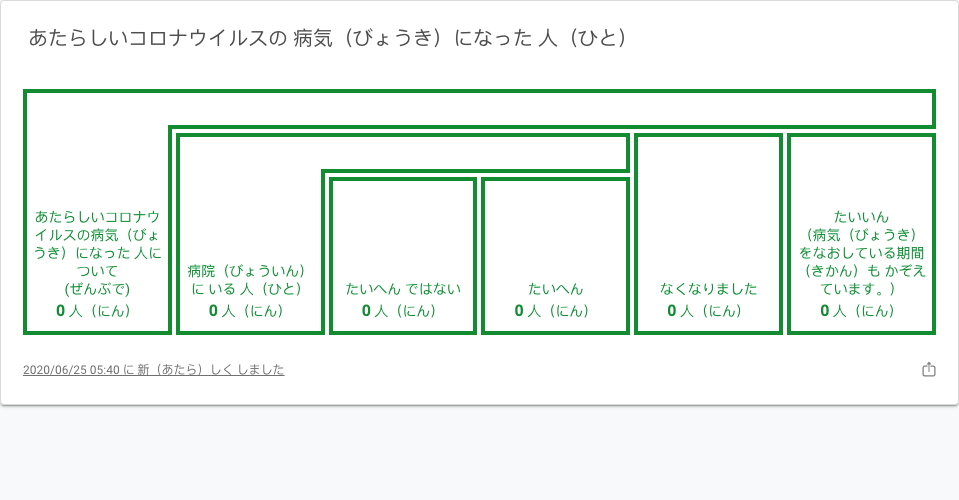 あたらしいコロナウイルスの 病気（びょうき）になった 人（ひと）
あたらしいコロナウ
イルスの病気（びょ
うき）になった 人に
ついて
(ぜんぶで)
0 人（にん）
病院（びょういん）
に いる 人（ひと）
0 人（にん）
たいへん ではない
0 人（にん）
たいへん
0 人（にん）
なくなりました
0 人（にん）
たいいん
（病気（びょうき）
をなおしている期間
（きかん）も かぞえ
ています。）
0 人（にん）
2020/06/25 05:40 に 新（あたら）しく しました